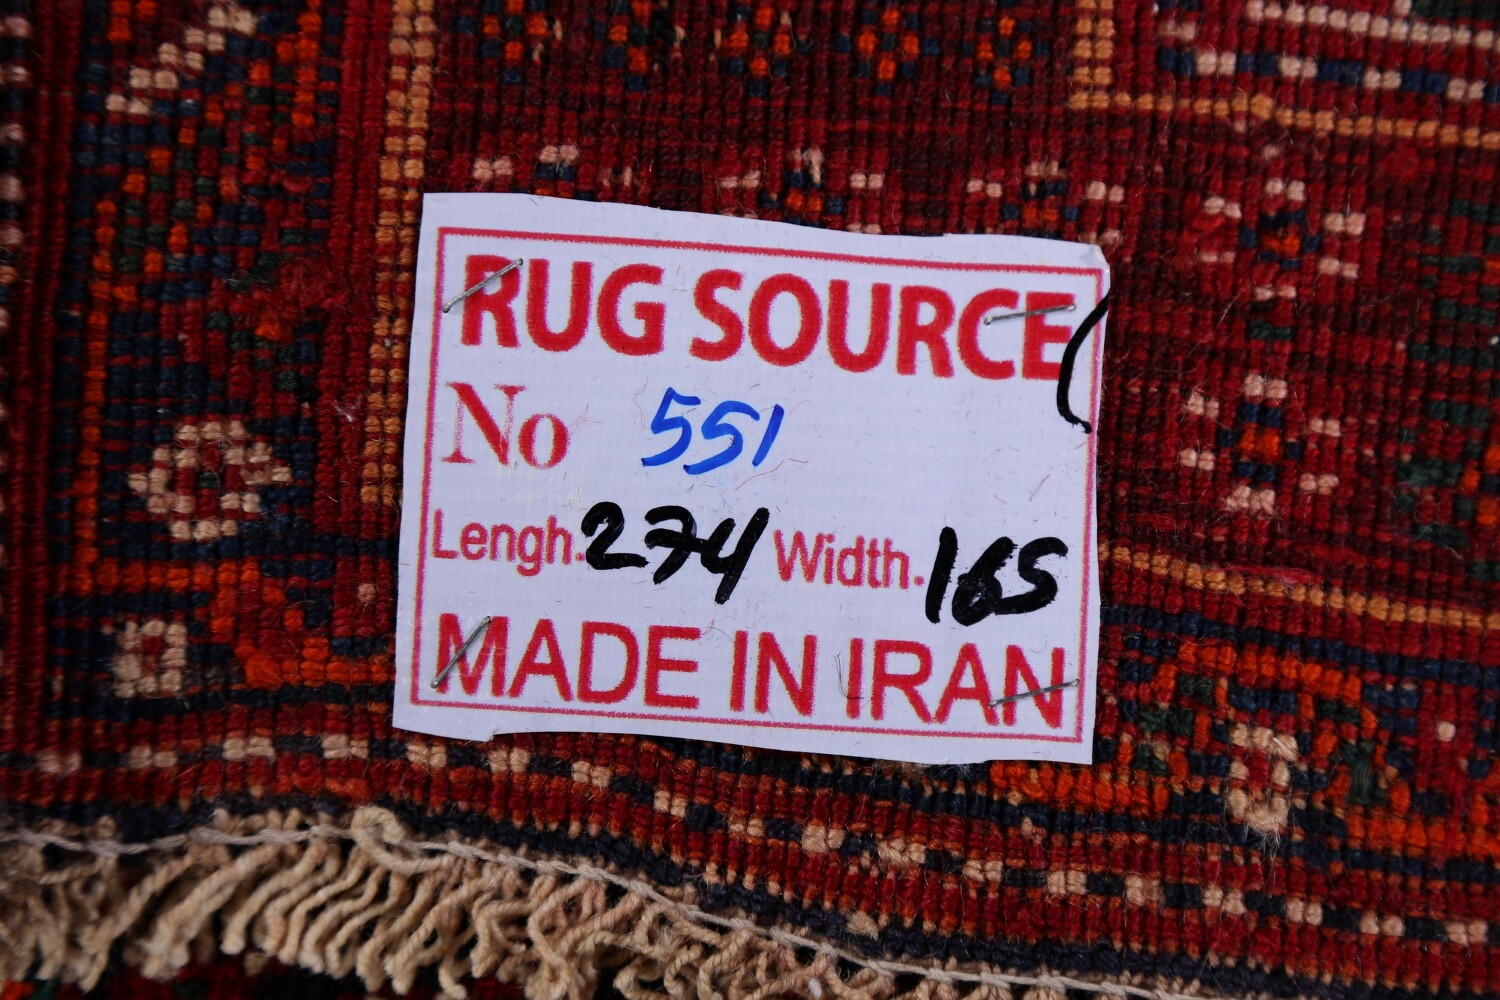 RUG SOURCE
No 551
Lengh. 274 Width. 165
MADE IN IRAN